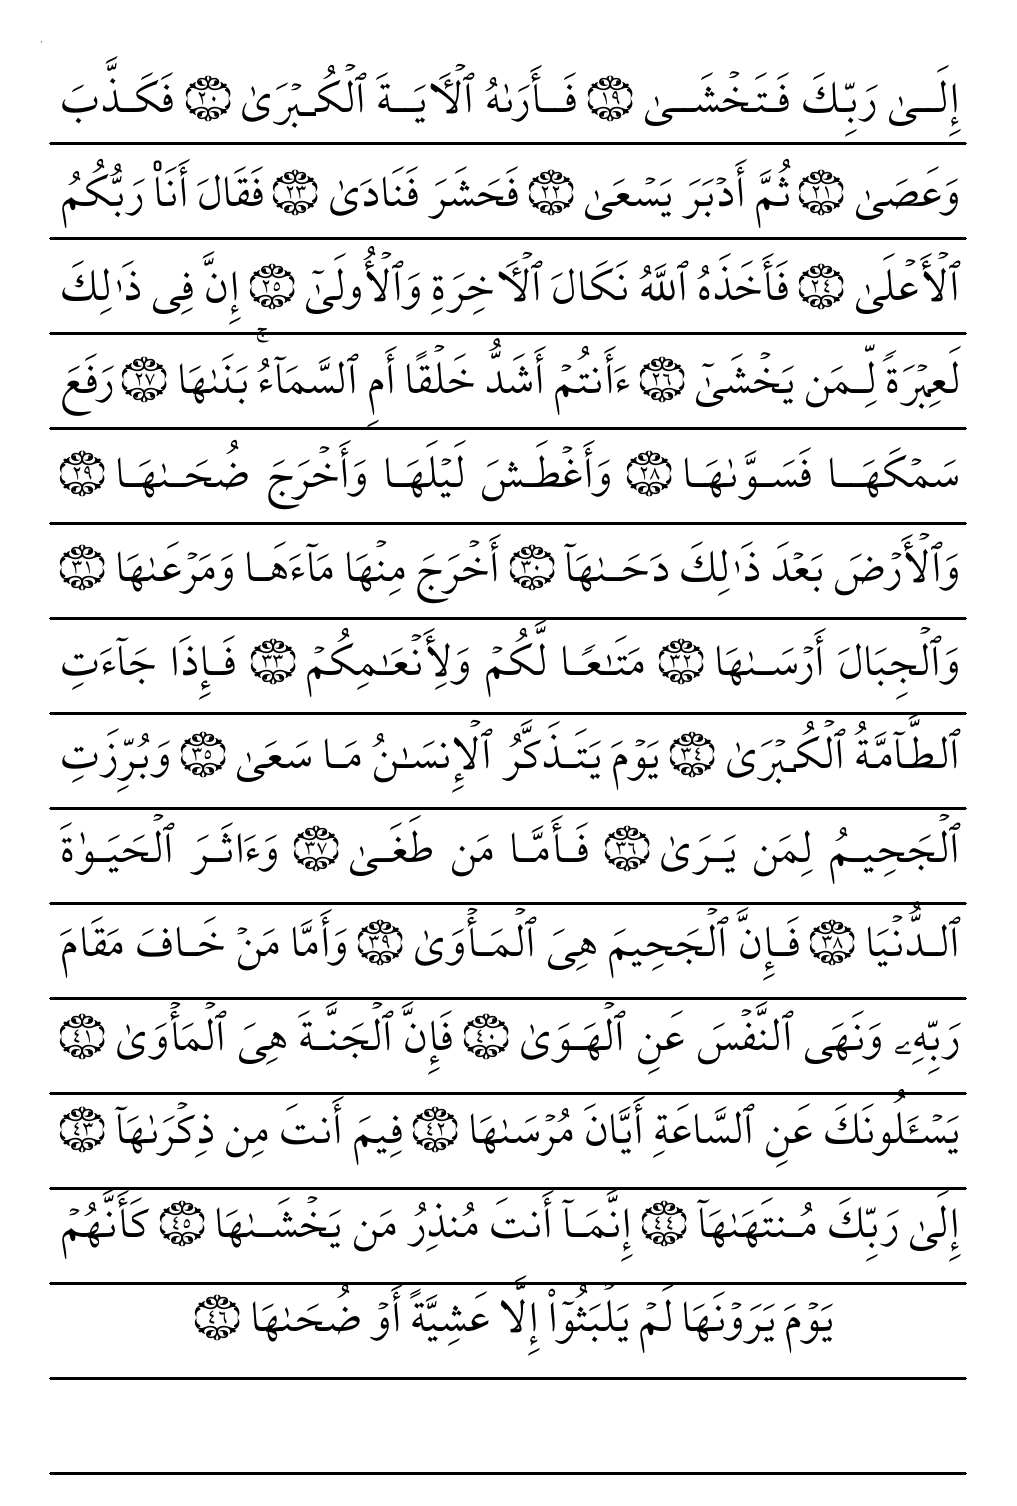 إِلَىٰ رَبِّكَ فَتَخْشَىٰ ١٩ فَأَرَىٰهُ ٱلْـَٔايَةَ ٱلْكُبْرَىٰ ٢٠ فَكَذَّبَ
وَعَصَىٰ ٢١ ثُمَّ أَدْبَرَ يَسْعَىٰ ٢٢ فَحَشَرَ فَنَادَىٰ ٢٣ فَقَالَ أَنَا۠ رَبُّكُمُ
ٱلْأَعْلَىٰ ٢٤ فَأَخَذَهُ ٱللَّهُ نَكَالَ ٱلْـَٔاخِرَةِ وَٱلْأُولَىٰٓ ٢٥ إِنَّ فِى ذَٰلِكَ
لَعِبْرَةً لِّمَن يَخْشَىٰٓ ٢٦ ءَأَنتُمْ أَشَدُّ خَلْقًا أَمِ ٱلسَّمَآءُ ۚ بَنَىٰهَا ٢٧ رَفَعَ
سَمْكَهَا فَسَوَّىٰهَا ٢٨ وَأَغْطَشَ لَيْلَهَا وَأَخْرَجَ ضُحَىٰهَا ٢٩
وَٱلْأَرْضَ بَعْدَ ذَٰلِكَ دَحَىٰهَآ ٣٠ أَخْرَجَ مِنْهَا مَآءَهَا وَمَرْعَىٰهَا ٣١
وَٱلْجِبَالَ أَرْسَىٰهَا ٣٢ مَتَـٰعًا لَّكُمْ وَلِأَنْعَـٰمِكُمْ ٣٣ فَإِذَا جَآءَتِ
ٱلطَّآمَّةُ ٱلْكُبْرَىٰ ٣٤ يَوْمَ يَتَذَكَّرُ ٱلْإِنسَـٰنُ مَا سَعَىٰ ٣٥ وَبُرِّزَتِ
ٱلْجَحِيمُ لِمَن يَرَىٰ ٣٦ فَأَمَّا مَن طَغَىٰ ٣٧ وَءَاثَرَ ٱلْحَيَوٰةَ
ٱلدُّنْيَا ٣٨ فَإِنَّ ٱلْجَحِيمَ هِىَ ٱلْمَأْوَىٰ ٣٩ وَأَمَّا مَنْ خَافَ مَقَامَ
رَبِّهِۦ وَنَهَى ٱلنَّفْسَ عَنِ ٱلْهَوَىٰ ٤٠ فَإِنَّ ٱلْجَنَّةَ هِىَ ٱلْمَأْوَىٰ ٤١
يَسْـَٔلُونَكَ عَنِ ٱلسَّاعَةِ أَيَّانَ مُرْسَىٰهَا ٤٢ فِيمَ أَنتَ مِن ذِكْرَىٰهَآ ٤٣
إِلَىٰ رَبِّكَ مُنتَهَىٰهَآ ٤٤ إِنَّمَآ أَنتَ مُنذِرُ مَن يَخْشَىٰهَا ٤٥ كَأَنَّهُمْ
يَوْمَ يَرَوْنَهَا لَمْ يَلْبَثُوٓا۟ إِلَّا عَشِيَّةً أَوْ ضُحَىٰهَا ٤٦